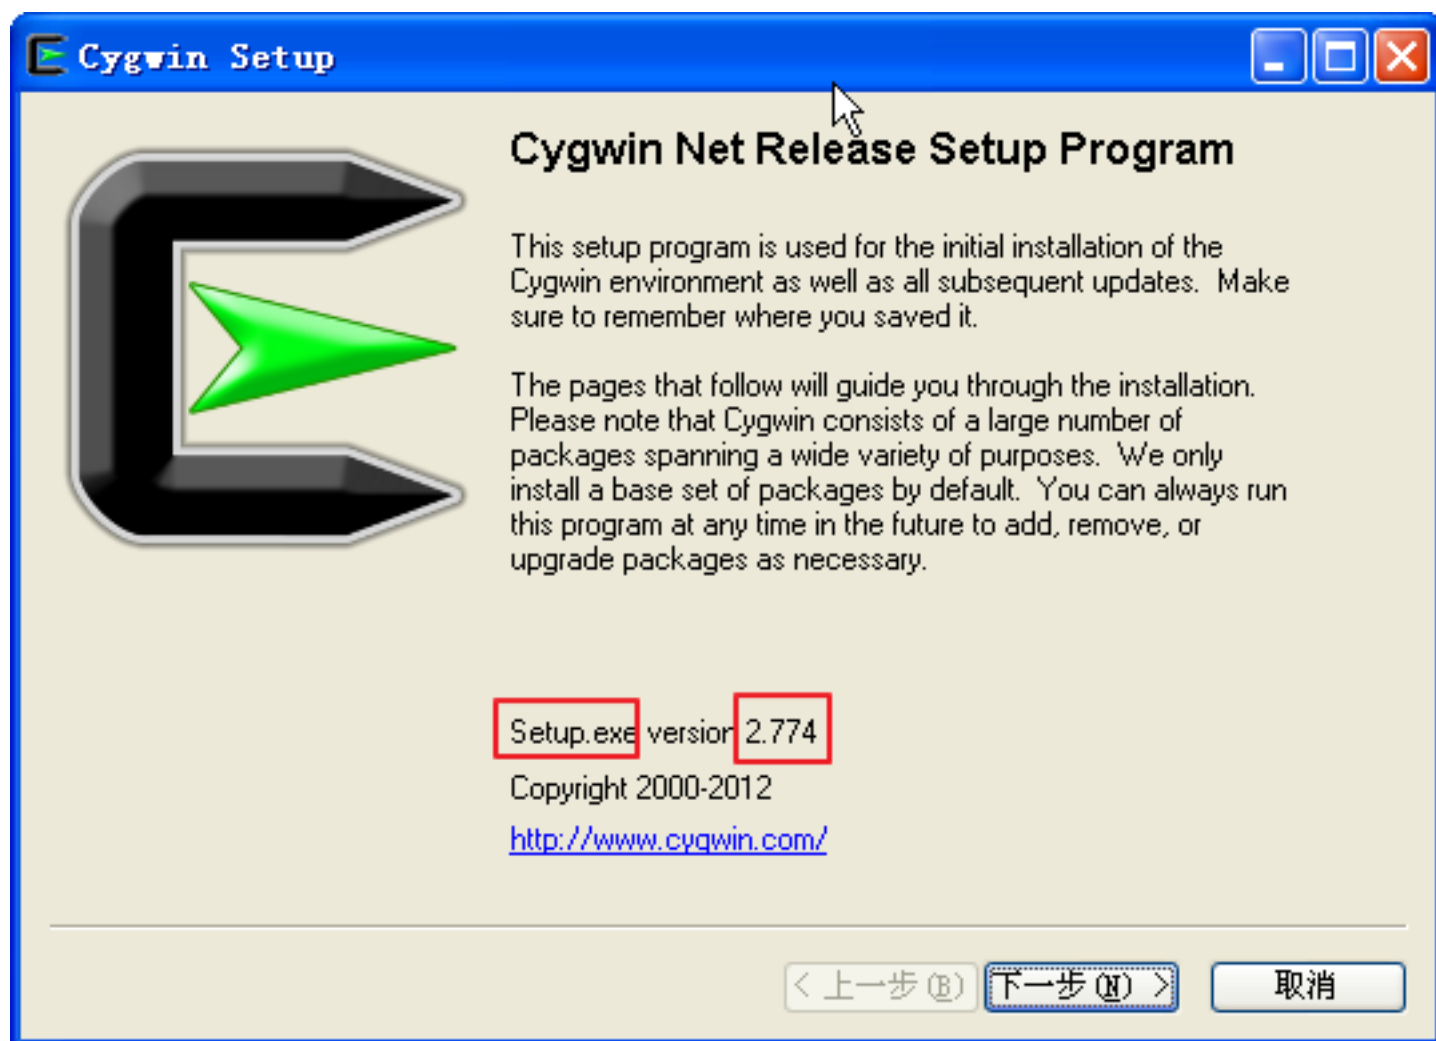 Cygwin Setup
Cygwin Net Release Setup Program
This setup program is used for the initial installation of the
Cygwin environment as well as all subsequent updates.  Make
sure to remember where you saved it.
The pages that follow will guide you through the installation.
Please note that Cygwin consists of a large number of
packages spanning a wide variety of purposes.  We only
install a base set of packages by default.  You can always run
this program at any time in the future to add, remove, or
upgrade packages as necessary.
Setup.exe version 2.774
Copyright 2000-2012
http://www.cygwin.com/
< 上一步(B) 下一步(N) > 取消